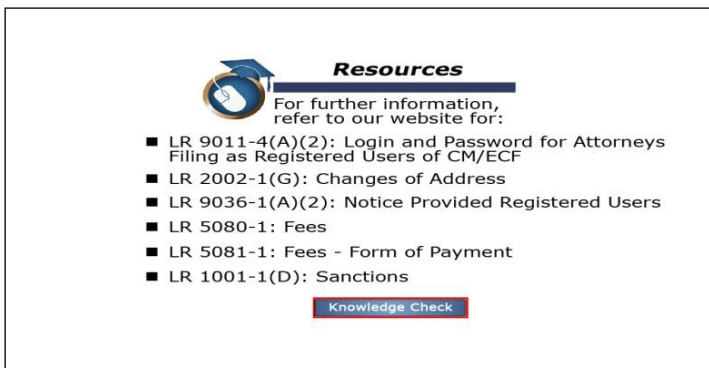 Resources
For further information,
refer to our website for:
■ LR 9011-4(A)(2): Login and Password for Attorneys
Filing as Registered Users of CM/ECF
■ LR 2002-1(G): Changes of Address
■ LR 9036-1(A)(2): Notice Provided Registered Users
■ LR 5080-1: Fees
■ LR 5081-1: Fees - Form of Payment
■ LR 1001-1(D): Sanctions
Knowledge Check